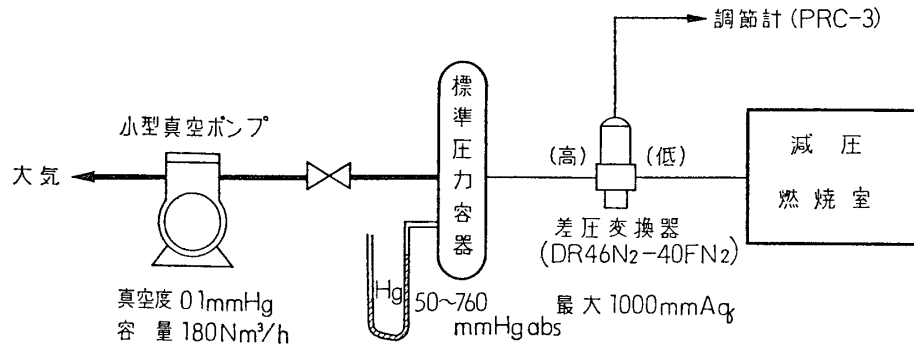 調節計 (PRC-3)
小型真空ポンプ
大気
標準圧力容器
(高)
(低)
減圧
燃焼室
差圧変換器
(DR46N₂-40FN₂)
Hg
50~760
mmHg abs
最大 1000mmAq
真空度 01mmHg
容量 180Nm³/h